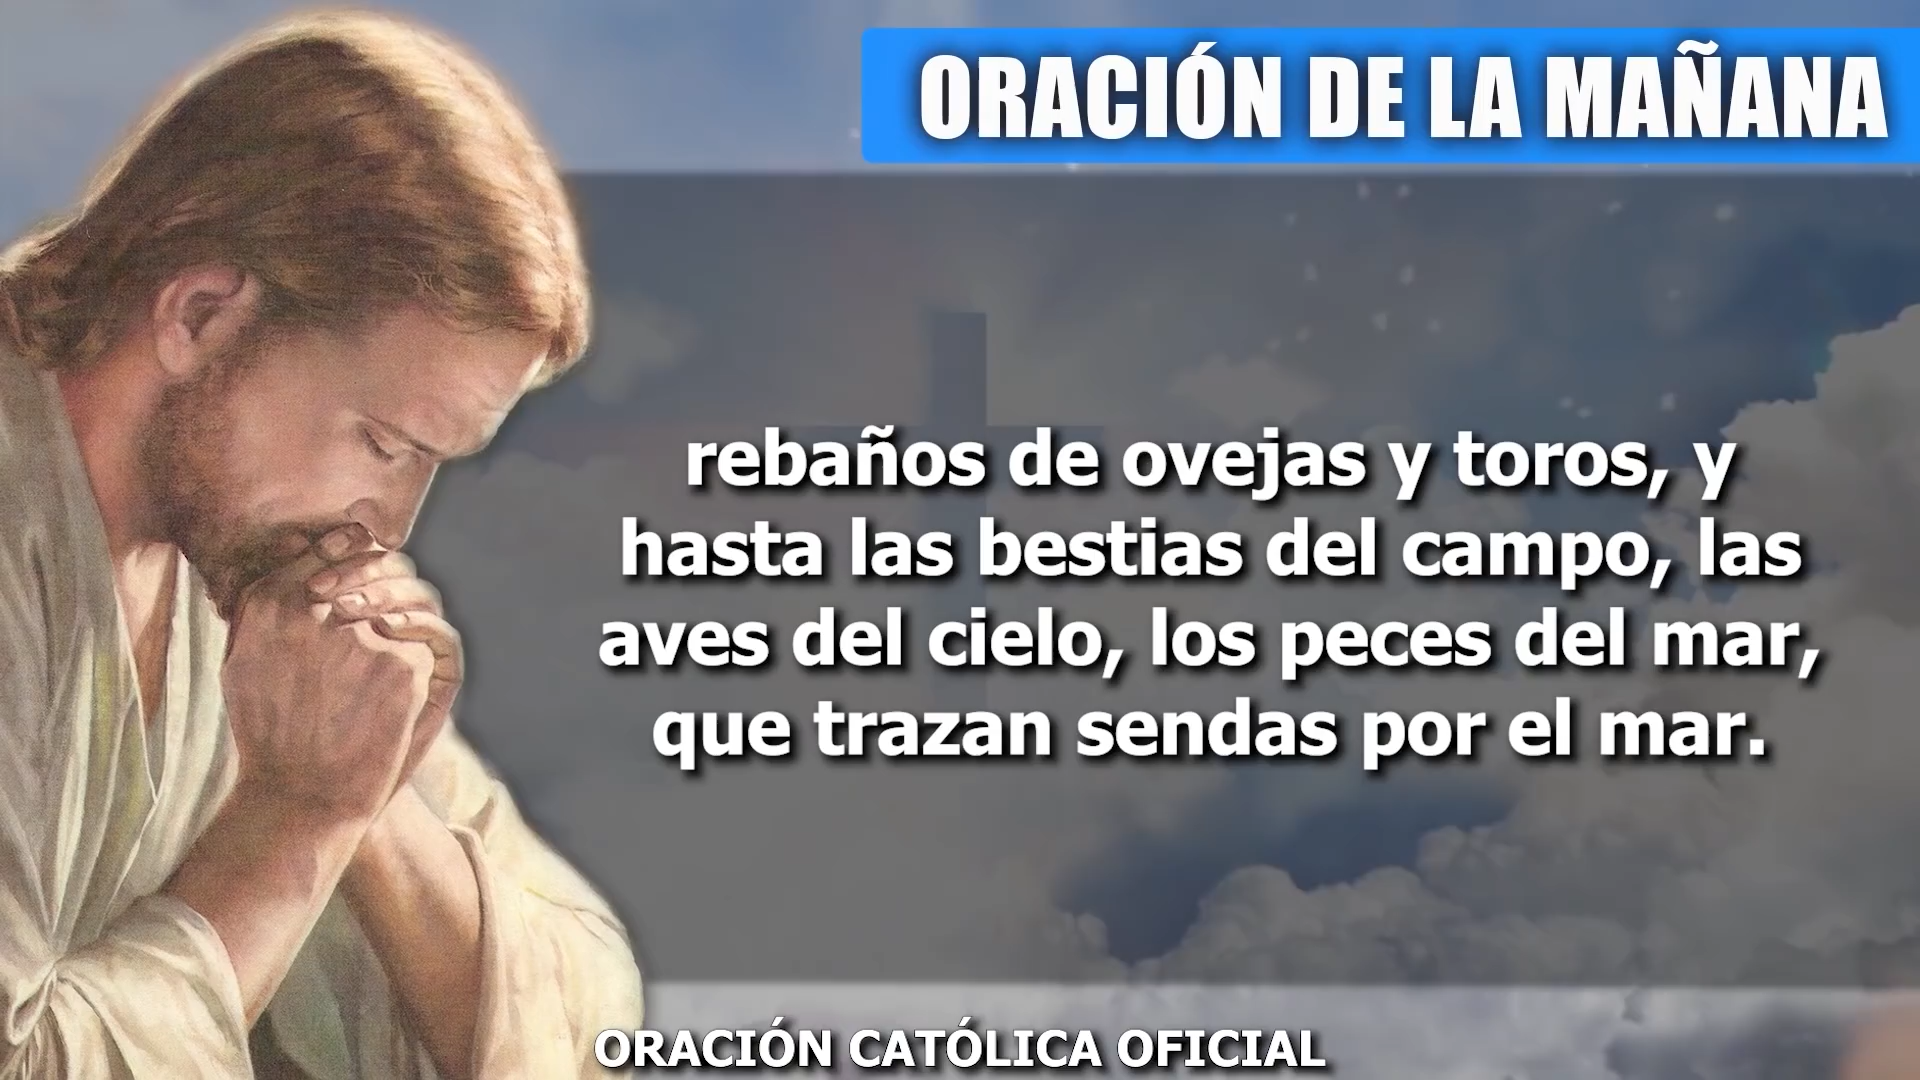 ORACIÓN DE LA MAÑANA
rebaños de ovejas y toros, y
hasta las bestias del campo, las
aves del cielo, los peces del mar,
que trazan sendas por el mar.
ORACIÓN CATÓLICA OFICIAL